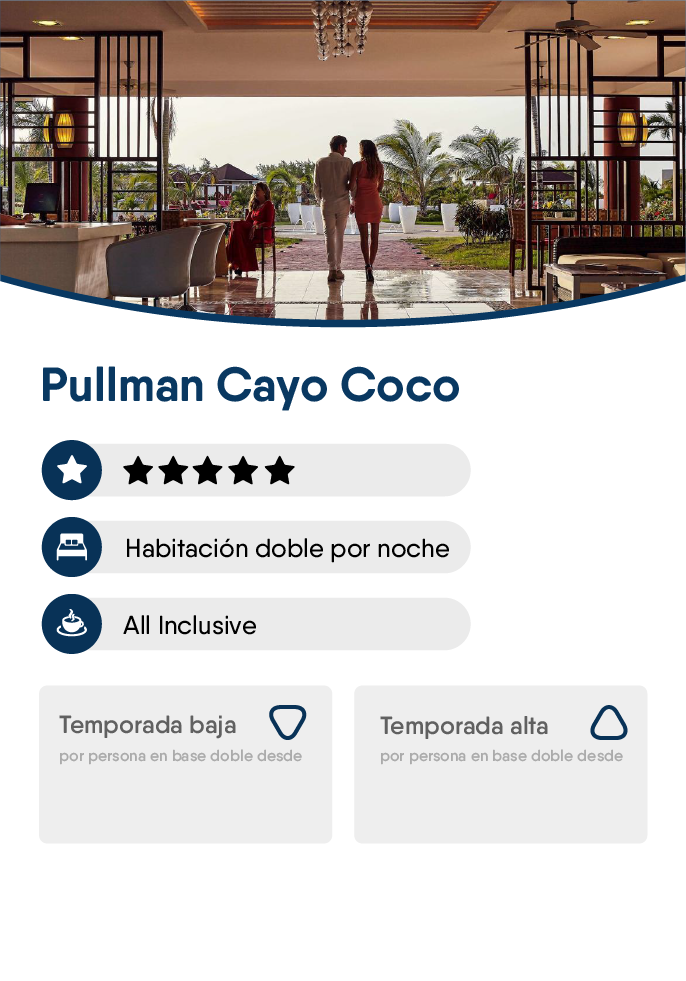 Pullman Cayo Coco
Habitación doble por noche
All Inclusive
Temporada baja
por persona en base doble desde
Temporada alta
por persona en base doble desde